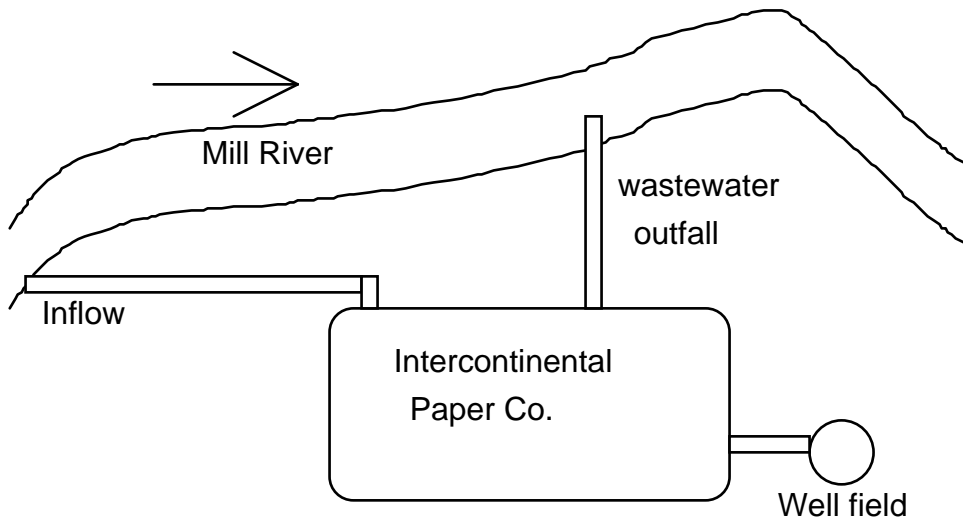 Mill River
wastewater
outfall
Inflow
Intercontinental
Paper Co.
Well field